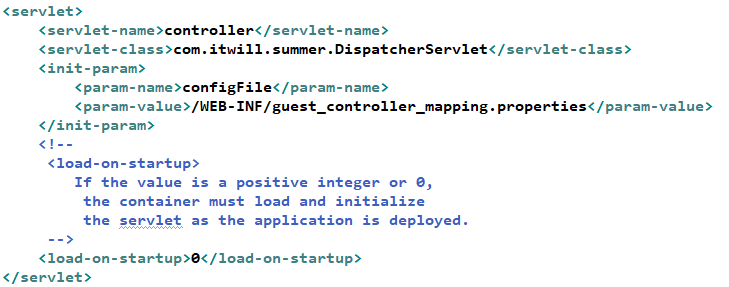 <servlet>
<servlet-name>controller</servlet-name>
<servlet-class>com.itwill.summer.DispatcherServlet</servlet-class>
<init-param>
<param-name>configFile</param-name>
<param-value>/WEB-INF/guest_controller_mapping.properties</param-value>
</init-param>
<!--
<load-on-startup>
If the value is a positive integer or 0,
the container must load and initialize
the servlet as the application is deployed.
-->
<load-on-startup>0</load-on-startup>
</servlet>